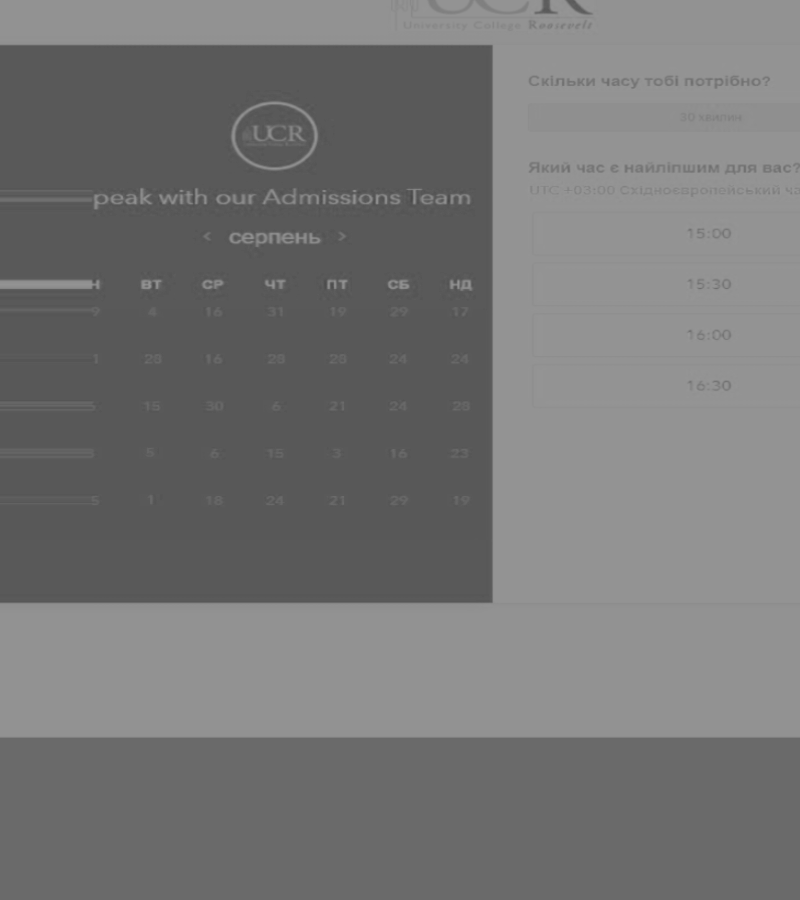 UCR
University College Roosevelt
UCR
peak with our Admissions Team
< серпень >
Н ВТ СР ЧТ ПТ СБ НД
9 4 16 31 19 29 17
1 28 16 28 28 24 24
15 30 6 21 24 28
5 6 15 3 16 23
5 1 18 24 21 29 19
Скільки часу тобі потрібно?
30 хвилин
Який час є найліпшим для вас?
UTC +03:00 Східноєвропейський ча
15:00
15:30
16:00
16:30